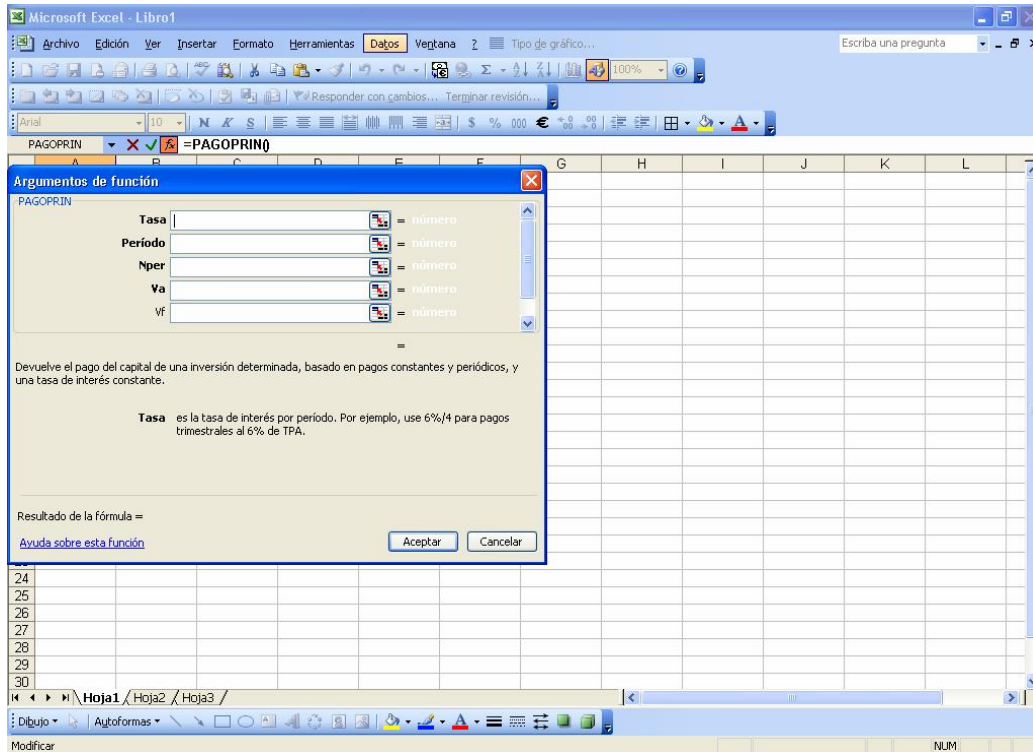 Microsoft Excel - Libro1
Archivo Edición Ver Insertar Formato Herramientas Datos Ventana ? Tipo de gráfico... Escriba una pregunta
100%
Responder con cambios... Terminar revisión...
Arial 10 N K S $ % 000 €
PAGOPRIN =PAGOPRIN()
A B C D E F G H I J K L
Argumentos de función
PAGOPRIN
Tasa = número
Período = número
Nper = número
Va = número
Vf = número
=
Devuelve el pago del capital de una inversión determinada, basado en pagos constantes y periódicos, y
una tasa de interés constante.
Tasa es la tasa de interés por período. Por ejemplo, use 6%/4 para pagos
trimestrales al 6% de TPA.
Resultado de la fórmula =
Ayuda sobre esta función Aceptar Cancelar
24
25
26
27
28
29
30
Hoja1 Hoja2 Hoja3
Dibujo Autoformas
Modificar NUM